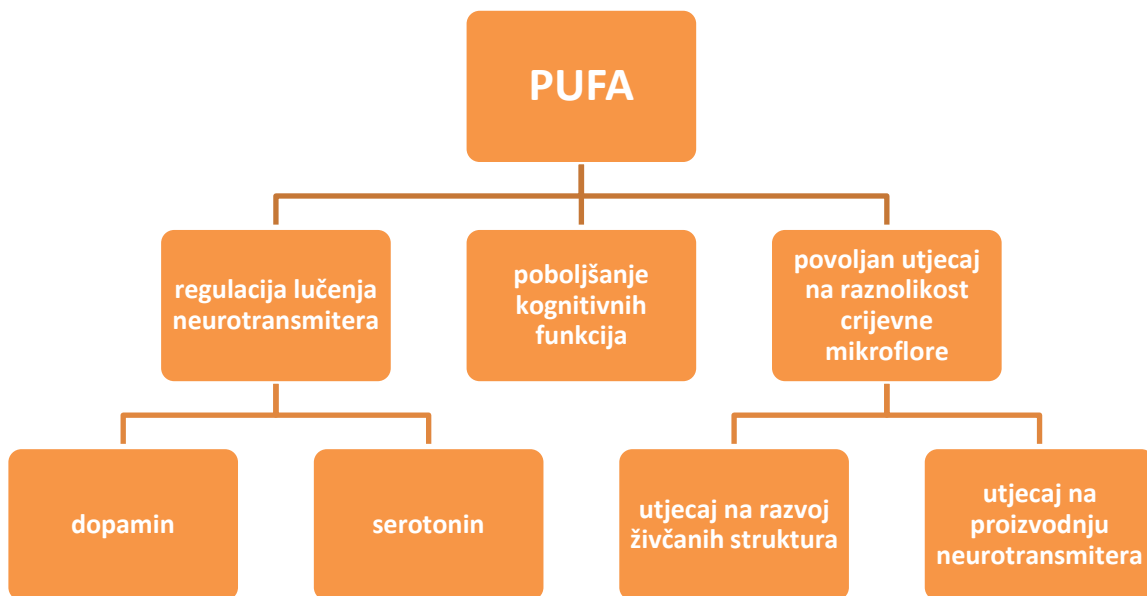 PUFA
regulacija lučenja
neurotransmitera
poboljšanje
kognitivnih
funkcija
povoljan utjecaj
na raznolikost
crijevne
mikroflore
dopamin
serotonin
utjecaj na razvoj
živčanih struktura
utjecaj na
proizvodnju
neurotransmitera